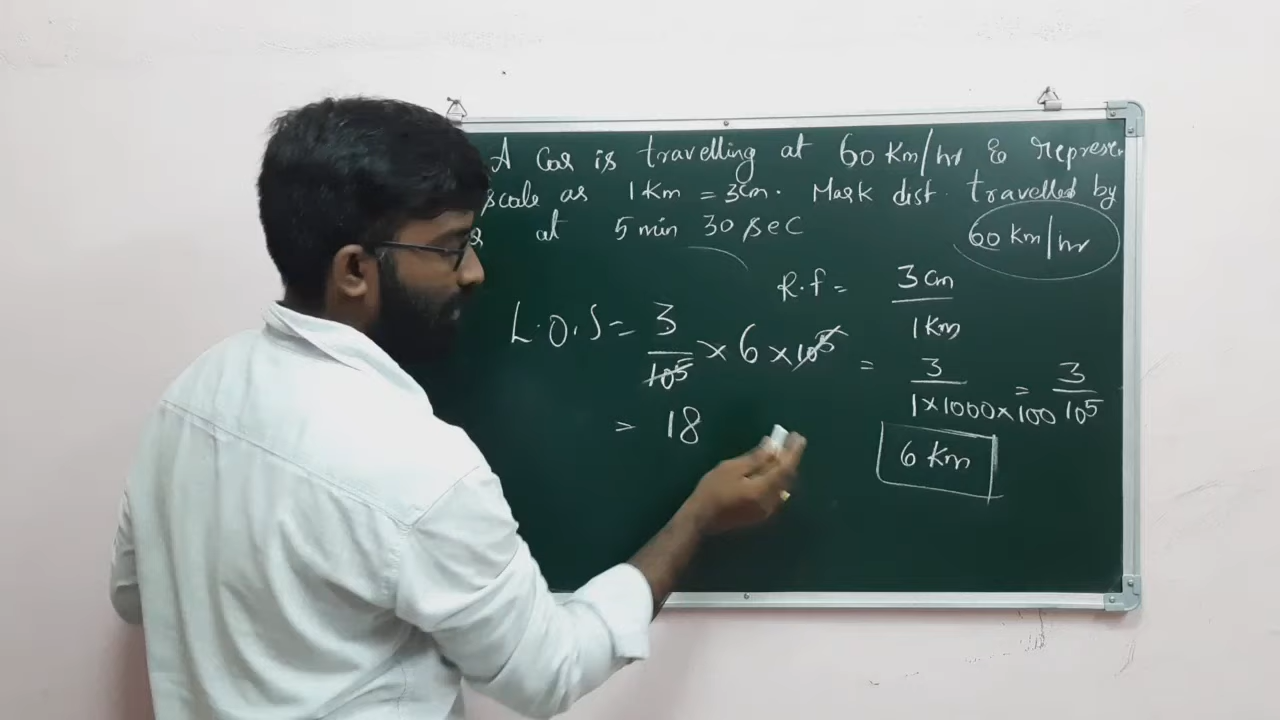 A Car is travelling at 60 Km/hr & represen
scale as 1 Km = 3cm. Mark dist. travelled by
at 5 min 30 sec
60 Km/hr
R.f = 3 cm / 1 Km
= 3 / 1×1000×100 = 3 / 10⁵
L.O.S = 3 / 10⁵ × 6 × 10⁵
= 18
6 Km